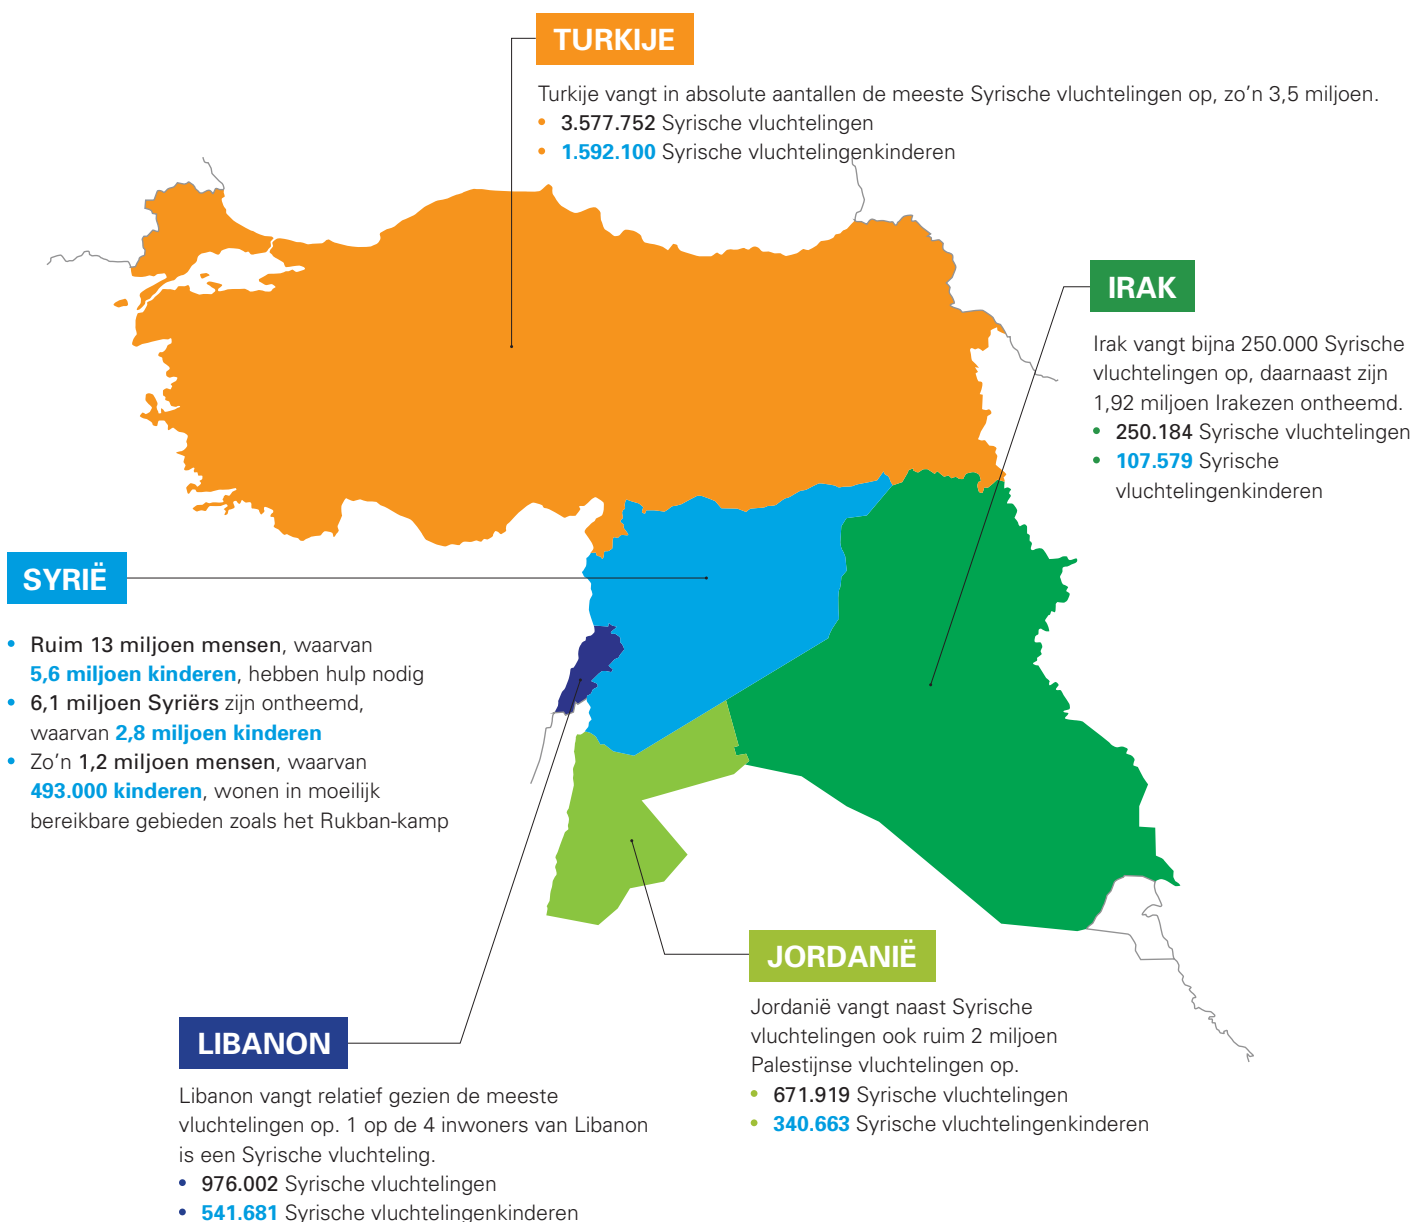 TURKIJE
Turkije vangt in absolute aantallen de meeste Syrische vluchtelingen op, zo’n 3,5 miljoen.
• 3.577.752 Syrische vluchtelingen
• 1.592.100 Syrische vluchtelingenkinderen
IRAK
Irak vangt bijna 250.000 Syrische
vluchtelingen op, daarnaast zijn
1,92 miljoen Irakezen ontheemd.
• 250.184 Syrische vluchtelingen
• 107.579 Syrische
vluchtelingenkinderen
SYRIË
• Ruim 13 miljoen mensen, waarvan
5,6 miljoen kinderen, hebben hulp nodig
• 6,1 miljoen Syriërs zijn ontheemd,
waarvan 2,8 miljoen kinderen
• Zo’n 1,2 miljoen mensen, waarvan
493.000 kinderen, wonen in moeilijk
bereikbare gebieden zoals het Rukban-kamp
JORDANIË
Jordanië vangt naast Syrische
vluchtelingen ook ruim 2 miljoen
Palestijnse vluchtelingen op.
• 671.919 Syrische vluchtelingen
• 340.663 Syrische vluchtelingenkinderen
LIBANON
Libanon vangt relatief gezien de meeste
vluchtelingen op. 1 op de 4 inwoners van Libanon
is een Syrische vluchteling.
• 976.002 Syrische vluchtelingen
• 541.681 Syrische vluchtelingenkinderen